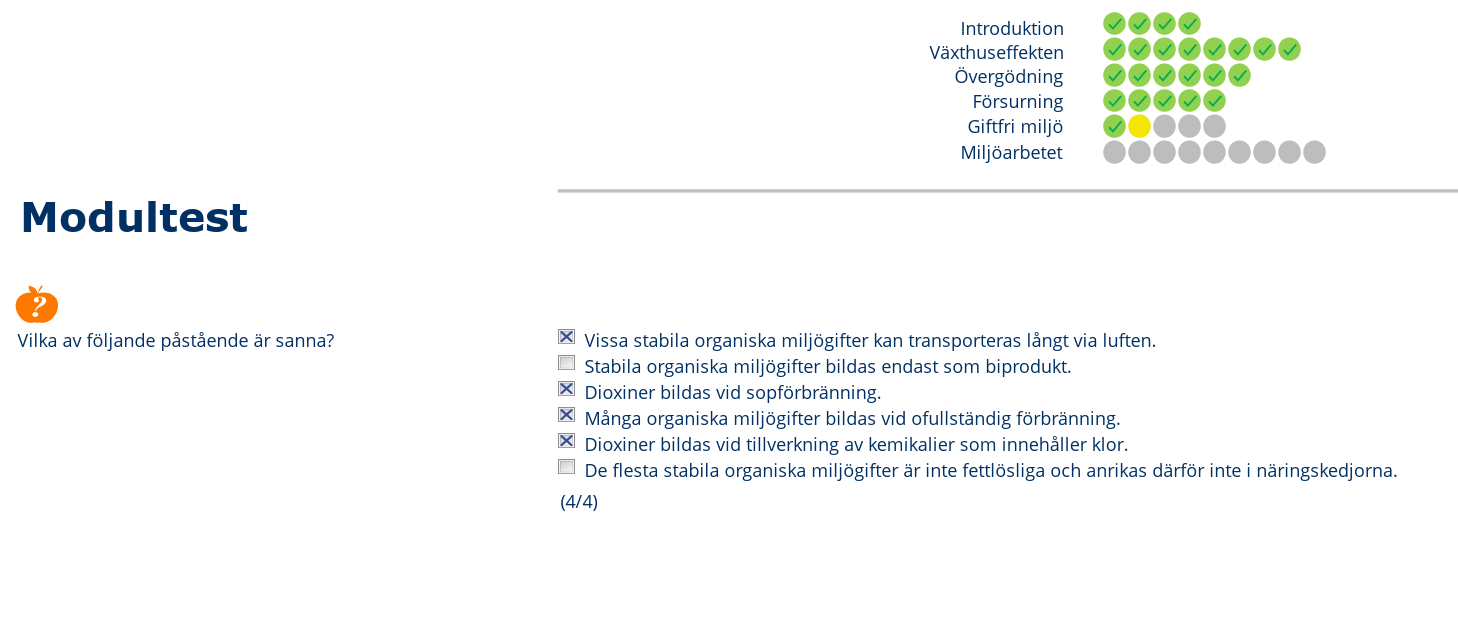 Introduktion
Växthuseffekten
Övergödning
Försurning
Giftfri miljö
Miljöarbetet
Modultest
?
Vilka av följande påstående är sanna?
Vissa stabila organiska miljögifter kan transporteras långt via luften.
Stabila organiska miljögifter bildas endast som biprodukt.
Dioxiner bildas vid sopförbränning.
Många organiska miljögifter bildas vid ofullständig förbränning.
Dioxiner bildas vid tillverkning av kemikalier som innehåller klor.
De flesta stabila organiska miljögifter är inte fettlösliga och anrikas därför inte i näringskedjorna.
(4/4)